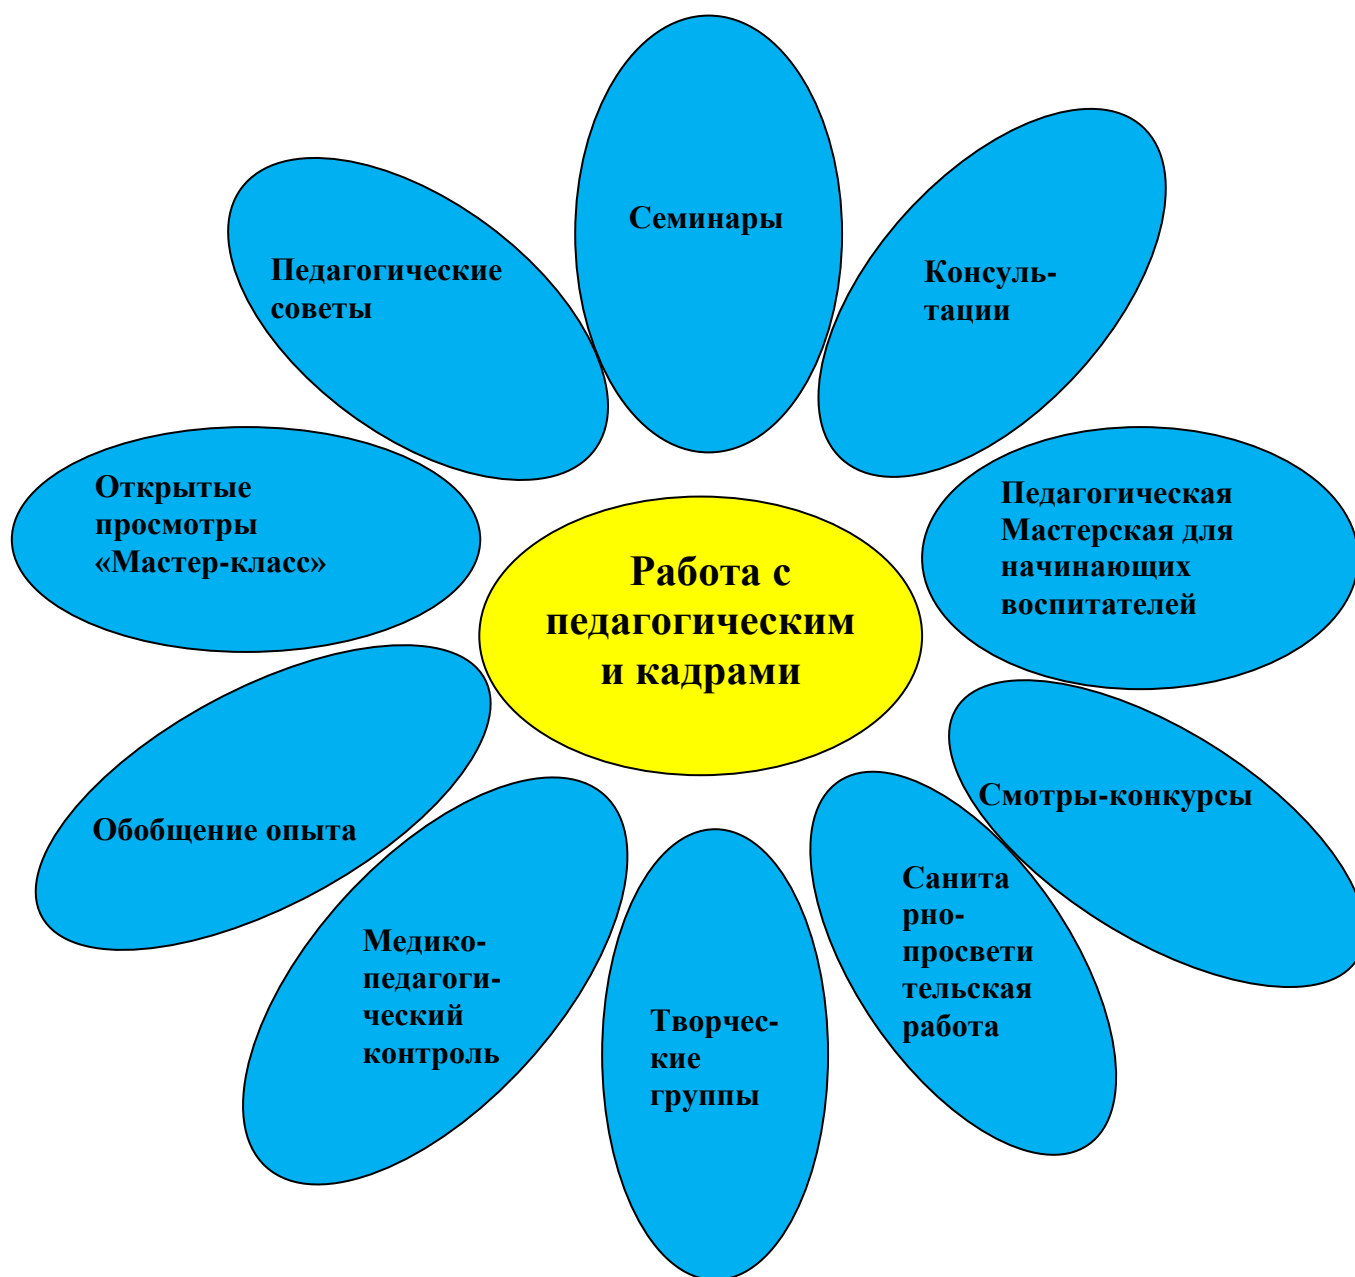 Семинары
Консуль-
тации
Педагогические
советы
Открытые
просмотры
«Мастер-класс»
Педагогическая
Мастерская для
начинающих
воспитателей
Работа с
педагогическим
и кадрами
Смотры-конкурсы
Обобщение опыта
Санита
рно-
просвети
тельская
работа
Медико-
педагоги-
ческий
контроль
Творчес-
кие
группы